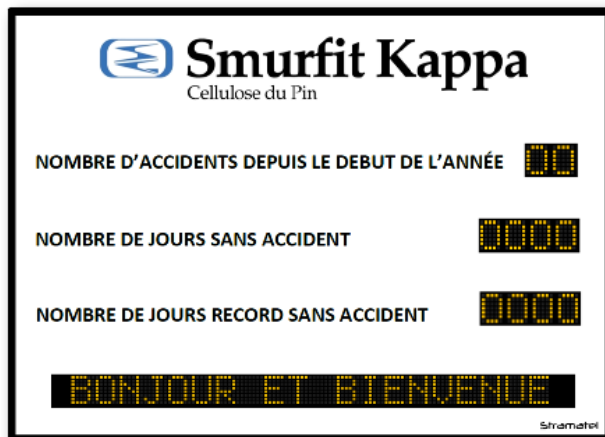 Smurfit Kappa
Cellulose du Pin
NOMBRE D'ACCIDENTS DEPUIS LE DEBUT DE L'ANNÉE 00
NOMBRE DE JOURS SANS ACCIDENT 0000
NOMBRE DE JOURS RECORD SANS ACCIDENT 0000
BONJOUR ET BIENVENUE
Stramatel